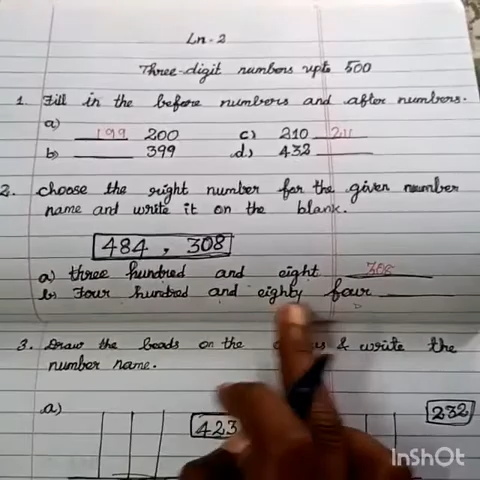 Ln-2
Three-digit numbers upto 500
1. Fill in the before numbers and after numbers.
a) 199 200 c) 210 211
b) 399 d.) 432
2. choose the right number for the given number
name and write it on the blank.
484, 308
a) three hundred and eight 308
b) Four hundred and eighty four
3. Draw the beads on the & write the
number name.
a) 423 232
InShOt